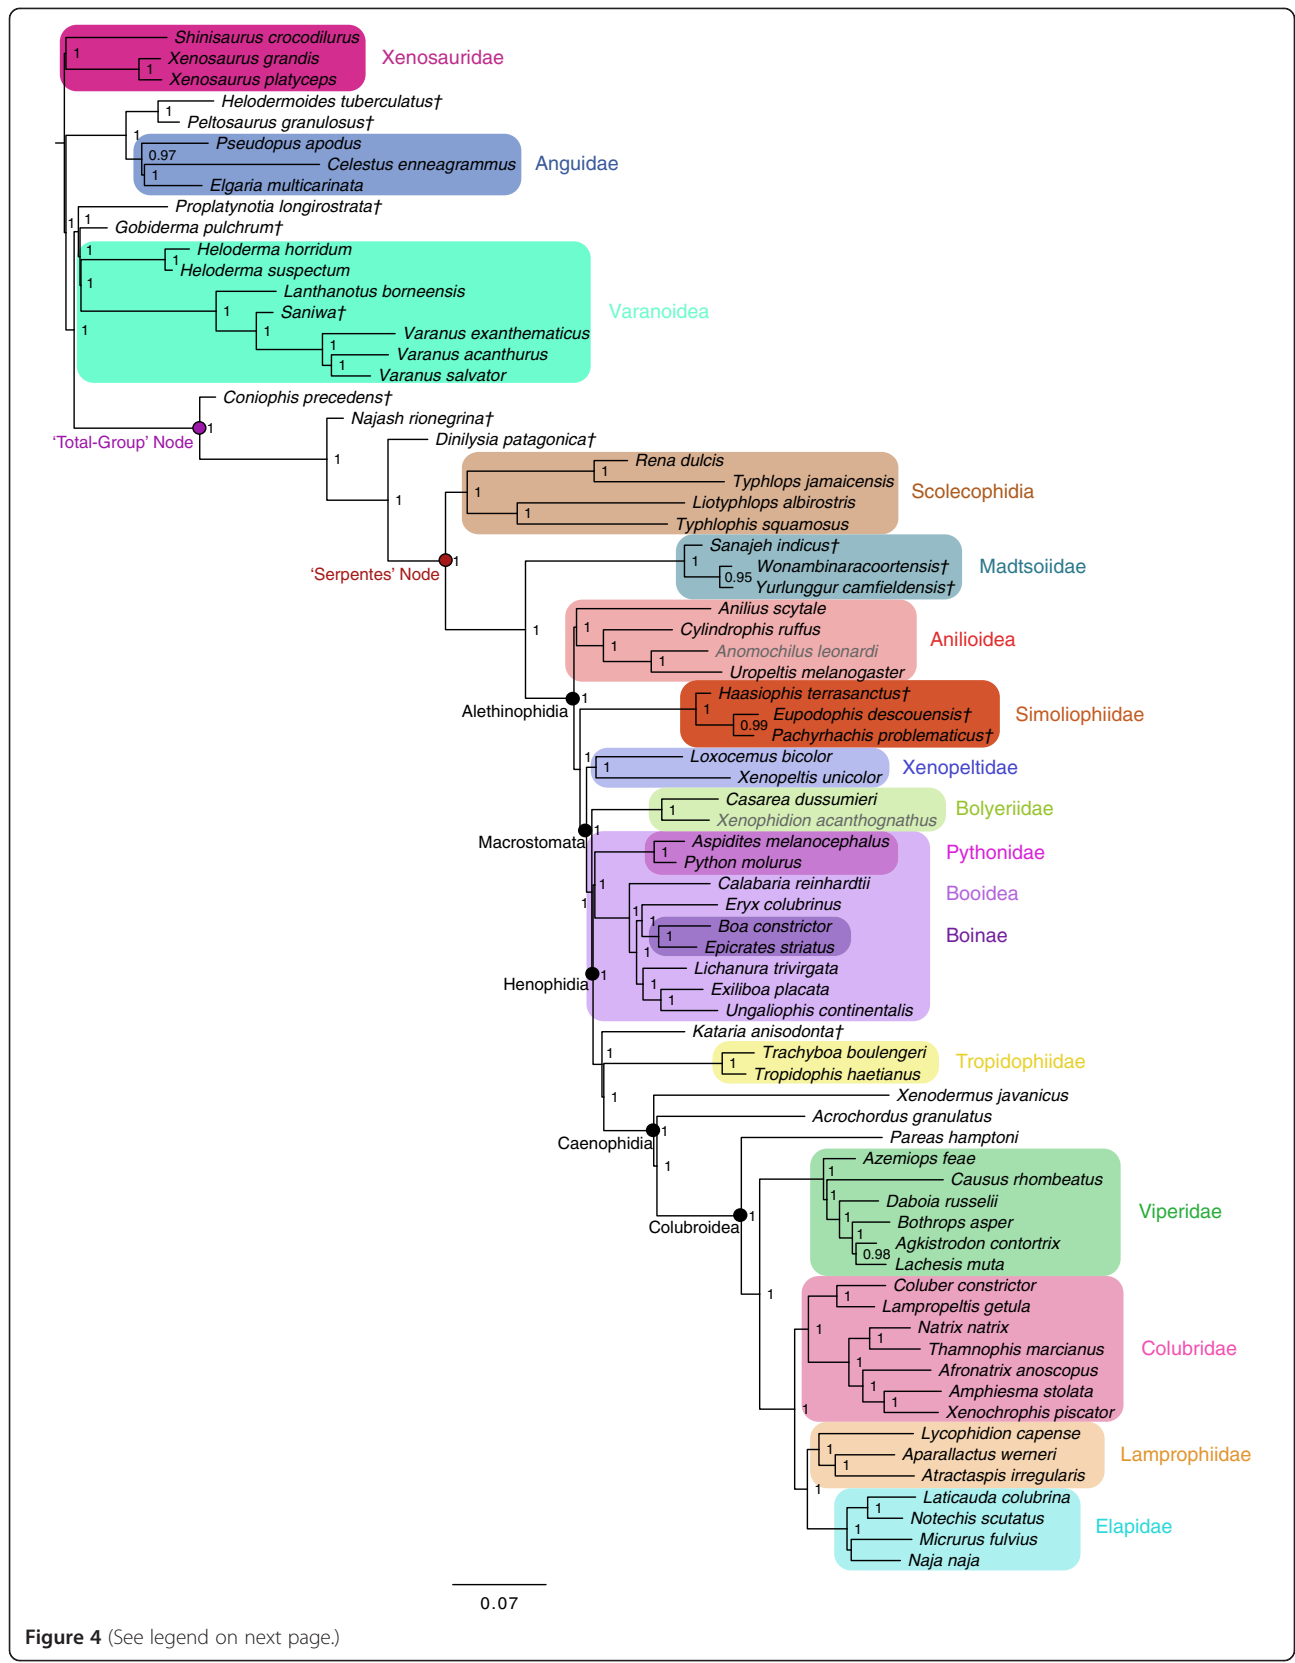 Shinisaurus crocodilurus
1
Xenosaurus grandis
Xenosauridae
1
Xenosaurus platyceps
Helodermoides tuberculatus†
1
Peltosaurus granulosus†
1
Pseudopus apodus
0.97
Celestus enneagrammus
Anguidae
1
Elgaria multicarinata
Proplatynotia longirostrata†
1
1
Gobiderma pulchrum†
1
Heloderma horridum
1
Heloderma suspectum
1
Lanthanotus borneensis
1
Saniwa†
Varanoidea
1
1
Varanus exanthematicus
1
Varanus acanthurus
1
Varanus salvator
Coniophis precedens†
1
'Total-Group' Node
Najash rionegrina†
1
Dinilysia patagonica†
1
Rena dulcis
1
Typhlops jamaicensis
1
Scolecophidia
Liotyphlops albirostris
1
Typhlophis squamosus
1
'Serpentes' Node
Sanajeh indicus†
1
Wonambinaracoortensis†
Madtsoiidae
0.95
Yurlunggur camfieldensis†
1
Anilius scytale
1
Cylindrophis ruffus
Anilioidea
1
Anomochilus leonardi
1
Uropeltis melanogaster
1
Alethinophidia
Haasiophis terrasanctus†
1
Eupodophis descouensis†
Simoliophiidae
0.99
Pachyrhachis problematicus†
1
Loxocemus bicolor
1
Xenopeltidae
Xenopeltis unicolor
Casarea dussumieri
1
Bolyeriidae
Xenophidion acanthognathus
1
Macrostomata
Aspidites melanocephalus
1
Pythonidae
Python molurus
1
Calabaria reinhardtii
Booidea
1
Eryx colubrinus
1
1
Boa constrictor
1
Boinae
Epicrates striatus
1
Lichanura trivirgata
1
Henophidia
1
Exiliboa placata
1
Ungaliophis continentalis
Kataria anisodonta†
1
Trachyboa boulengeri
1
Tropidophiidae
Tropidophis haetianus
1
Xenodermus javanicus
Acrochordus granulatus
1
Caenophidia
Pareas hamptoni
1
Azemiops feae
1
Causus rhombeatus
1
Daboia russelii
Viperidae
1
Colubroidea
1
Bothrops asper
1
Agkistrodon contortrix
0.98
Lachesis muta
Coluber constrictor
1
1
Lampropeltis getula
1
Natrix natrix
1
Thamnophis marcianus
Colubridae
1
Afronatrix anoscopus
1
Amphiesma stolata
1
1
Xenochrophis piscator
Lycophidion capense
1
Aparallactus werneri
Lamprophiidae
1
Atractaspis irregularis
1
Laticauda colubrina
1
Notechis scutatus
1
Elapidae
Micrurus fulvius
Naja naja
0.07
Figure 4 (See legend on next page.)